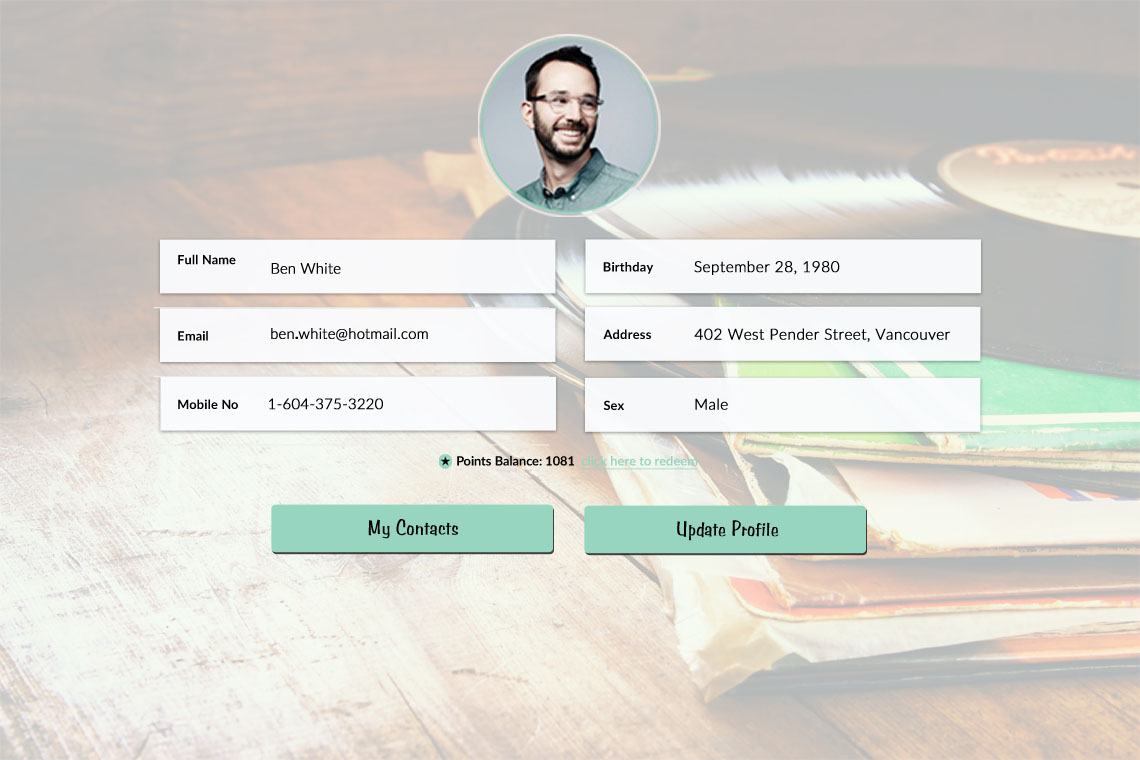 Full Name Ben White
Birthday September 28, 1980
Email ben.white@hotmail.com
Address 402 West Pender Street, Vancouver
Mobile No 1-604-375-3220
Sex Male
Points Balance: 1081 click here to redeem
My Contacts
Update Profile